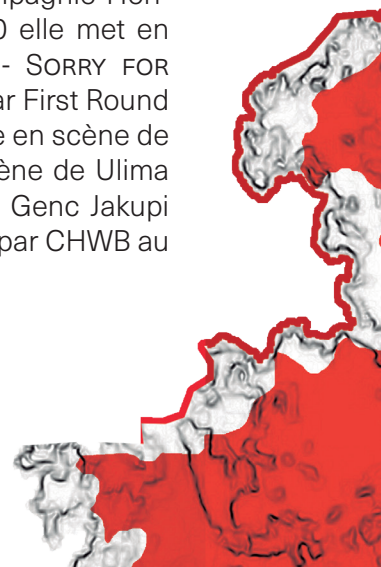 0 elle met en
- SORRY FOR
ar First Round
e en scène de
ène de Ulima
Genc Jakupi
par CHWB au